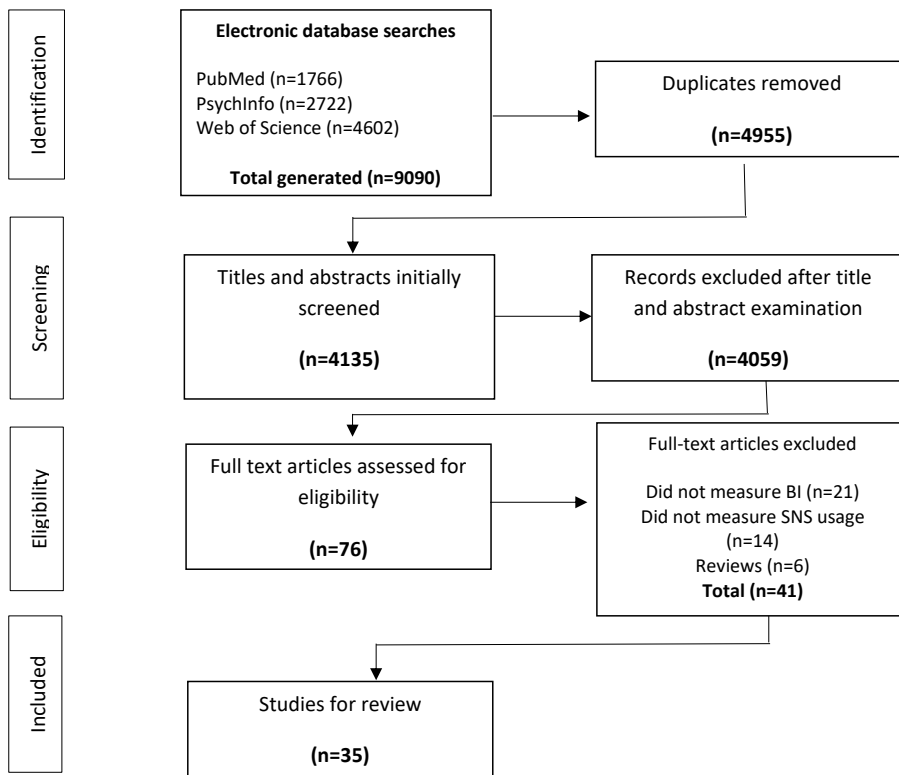 Identification
Electronic database searches
PubMed (n=1766)
PsychInfo (n=2722)
Web of Science (n=4602)
Total generated (n=9090)
Duplicates removed
(n=4955)
Screening
Titles and abstracts initially
screened
(n=4135)
Records excluded after title
and abstract examination
(n=4059)
Eligibility
Full text articles assessed for
eligibility
(n=76)
Full-text articles excluded
Did not measure BI (n=21)
Did not measure SNS usage
(n=14)
Reviews (n=6)
Total (n=41)
Included
Studies for review
(n=35)